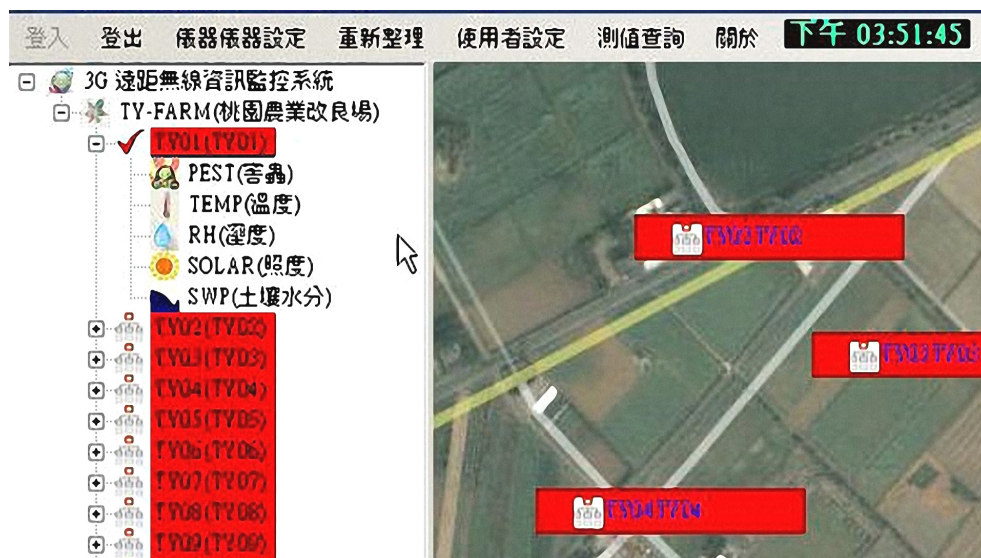 登入 登出 儀器儀器設定 重新整理 使用者設定 測值查詢 關於 下午 03:51:45
3G 遠距無線資訊監控系統
TY-FARM(桃園農業改良場)
TY01(TY01)
PEST(害蟲)
TEMP(溫度)
RH(溼度)
SOLAR(照度)
SWP(土壤水分)
TY02(TY02)
TY03(TY03)
TY04(TY04)
TY05(TY05)
TY06(TY06)
TY07(TY07)
TY08(TY08)
TY09(TY09)